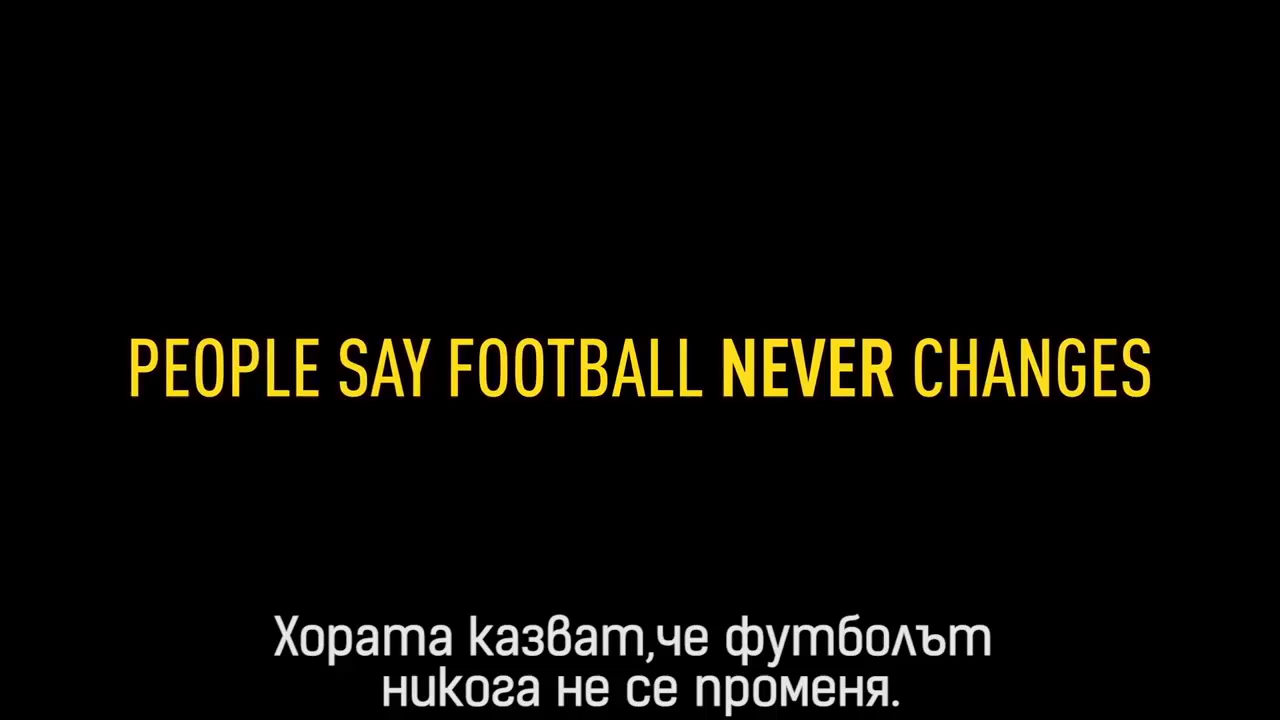 PEOPLE SAY FOOTBALL NEVER CHANGES
Хората казват,че футболът
никога не се променя.